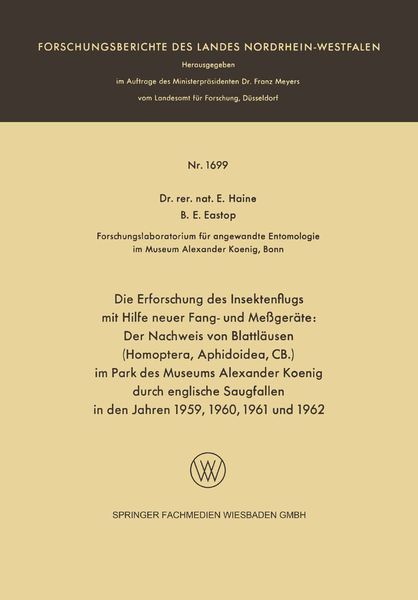 FORSCHUNGSBERICHTE DES LANDES NORDRHEIN-WESTFALEN
Herausgegeben
im Auftrage des Ministerpräsidenten Dr. Franz Meyers
vom Landesamt für Forschung, Düsseldorf
Nr. 1699
Dr. rer. nat. E. Haine
B. E. Eastop
Forschungslaboratorium für angewandte Entomologie
im Museum Alexander Koenig, Bonn
Die Erforschung des Insektenflugs
mit Hilfe neuer Fang- und Meßgeräte:
Der Nachweis von Blattläusen
(Homoptera, Aphidoidea, CB.)
im Park des Museums Alexander Koenig
durch englische Saugfallen
in den Jahren 1959, 1960, 1961 und 1962
SPRINGER FACHMEDIEN WIESBADEN GMBH